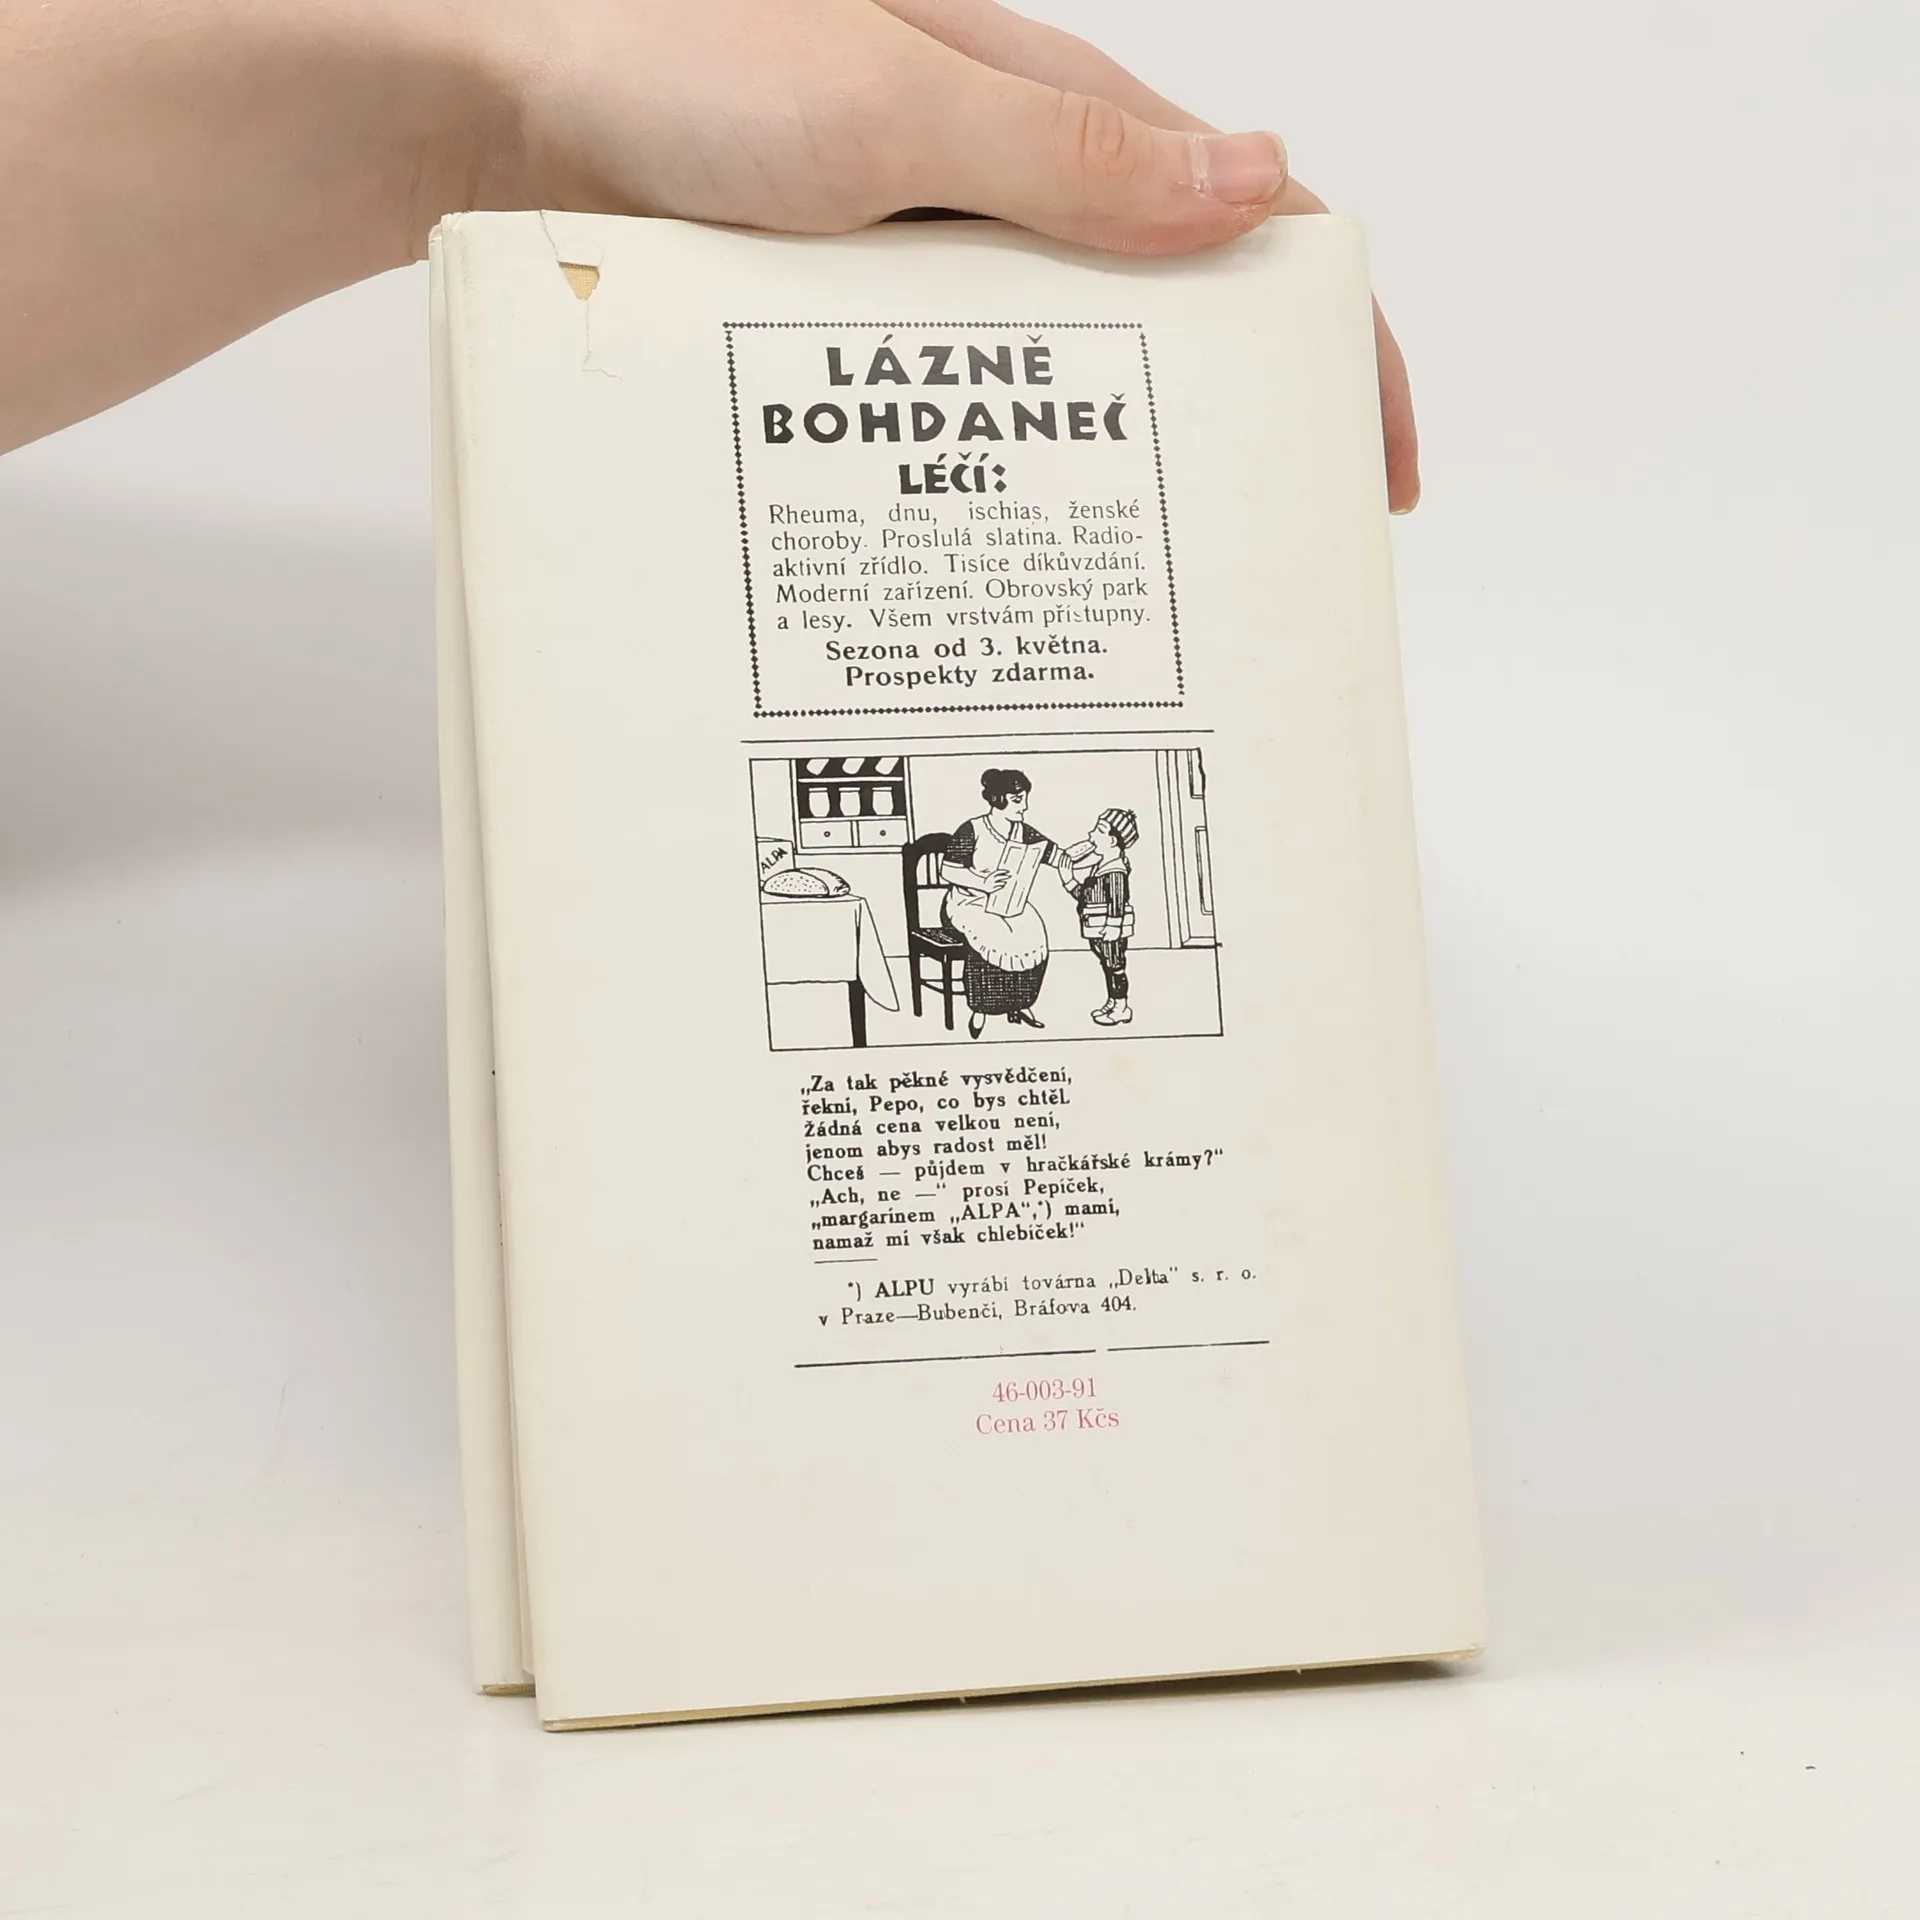 LÁZNĚ
BOHDANEČ
LÉČÍ:
Rheuma, dnu, ischias, ženské
choroby. Proslulá slatina. Radio-
aktivní zřídlo. Tisíce díkůvzdání.
Moderní zařízení. Obrovský park
a lesy. Všem vrstvám přístupny.
Sezona od 3. května.
Prospekty zdarma.
ALPA
„Za tak pěkné vysvědčení,
řekni, Pepo, co bys chtěl.
Žádná cena velkou není,
jenom abys radost měl!
Chceš — půjdem v hračkářské krámy?“
„Ach, ne —“ prosí Pepíček,
„margarinem „ALPA“,*) mami,
namaž mi však chlebíček!“
*) ALPU vyrábí továrna „Delta“ s. r. o.
v Praze—Bubenči, Bráfova 404.
46-003-91
Cena 37 Kčs